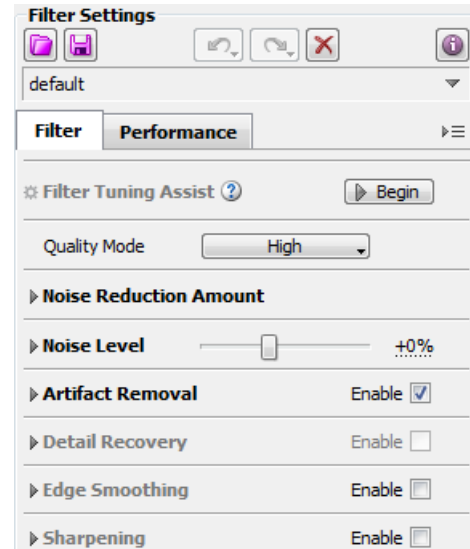 Filter Settings
default
Filter Performance
Filter Tuning Assist ? Begin
Quality Mode High
Noise Reduction Amount
Noise Level +0%
Artifact Removal Enable
Detail Recovery Enable
Edge Smoothing Enable
Sharpening Enable